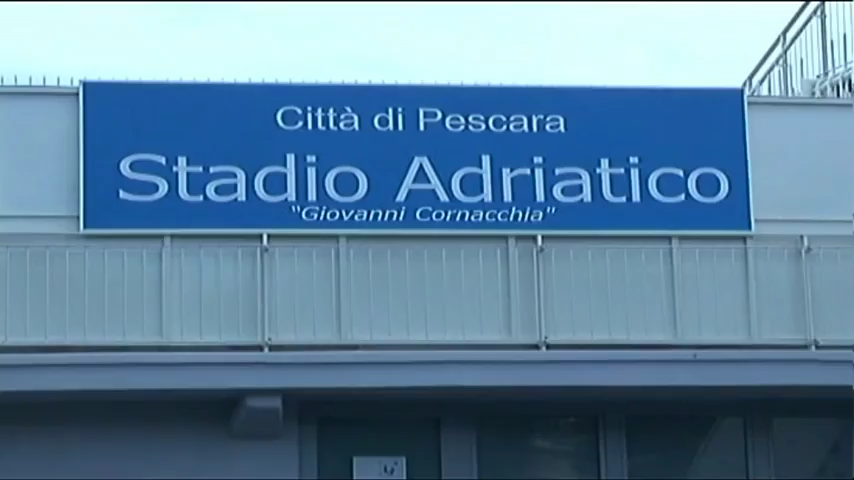 Città di Pescara
Stadio Adriatico
"Giovanni Cornacchia"